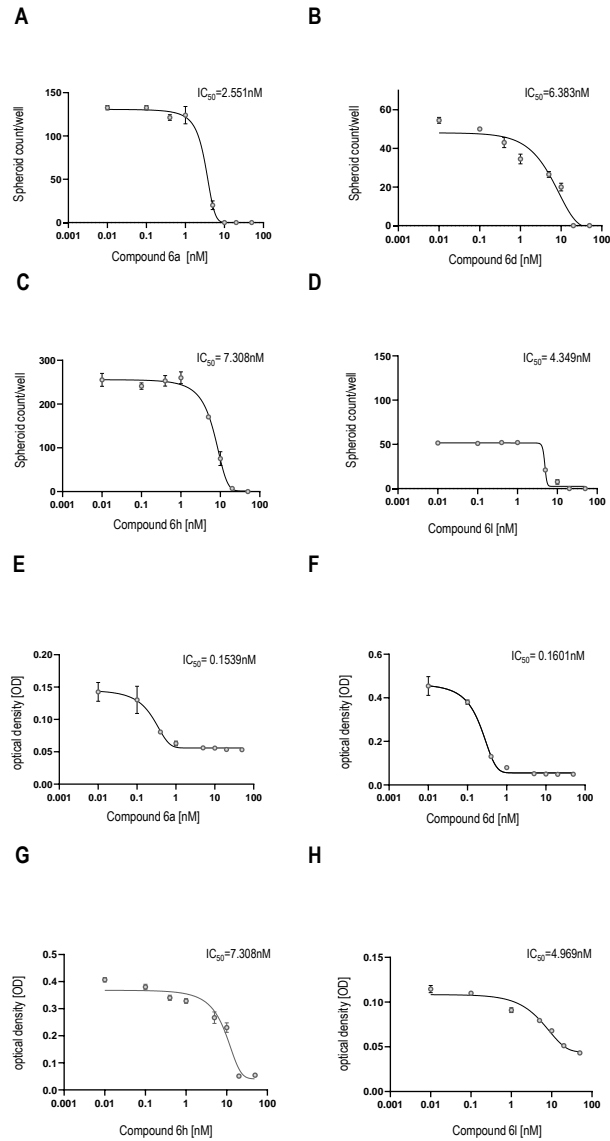 A
IC50=2.551nM
150
100
50
0
Spheroid count/well
0.001 0.01 0.1 1 10 100
Compound 6a [nM]
B
IC50=6.383nM
60
40
20
0
Spheroid count/well
0.001 0.01 0.1 1 10 100
Compound 6d [nM]
C
IC50= 7.308nM
300
200
100
0
Spheroid count/well
0.001 0.01 0.1 1 10 100
Compound 6h [nM]
D
IC50= 4.349nM
150
100
50
0
Spheroid count/well
0.001 0.01 0.1 1 10 100
Compound 6l [nM]
E
IC50= 0.1539nM
0.20
0.15
0.10
0.05
0.00
optical density [OD]
0.001 0.01 0.1 1 10 100
Compound 6a [nM]
F
IC50= 0.1601nM
0.6
0.4
0.2
0.0
optical density [OD]
0.001 0.01 0.1 1 10 100
Compound 6d [nM]
G
IC50=7.308nM
0.5
0.4
0.3
0.2
0.1
0.0
optical density [OD]
0.001 0.01 0.1 1 10 100
Compound 6h [nM]
H
IC50=4.969nM
0.15
0.10
0.05
0.00
optical density [OD]
0.001 0.01 0.1 1 10 100
Compound 6l [nM]